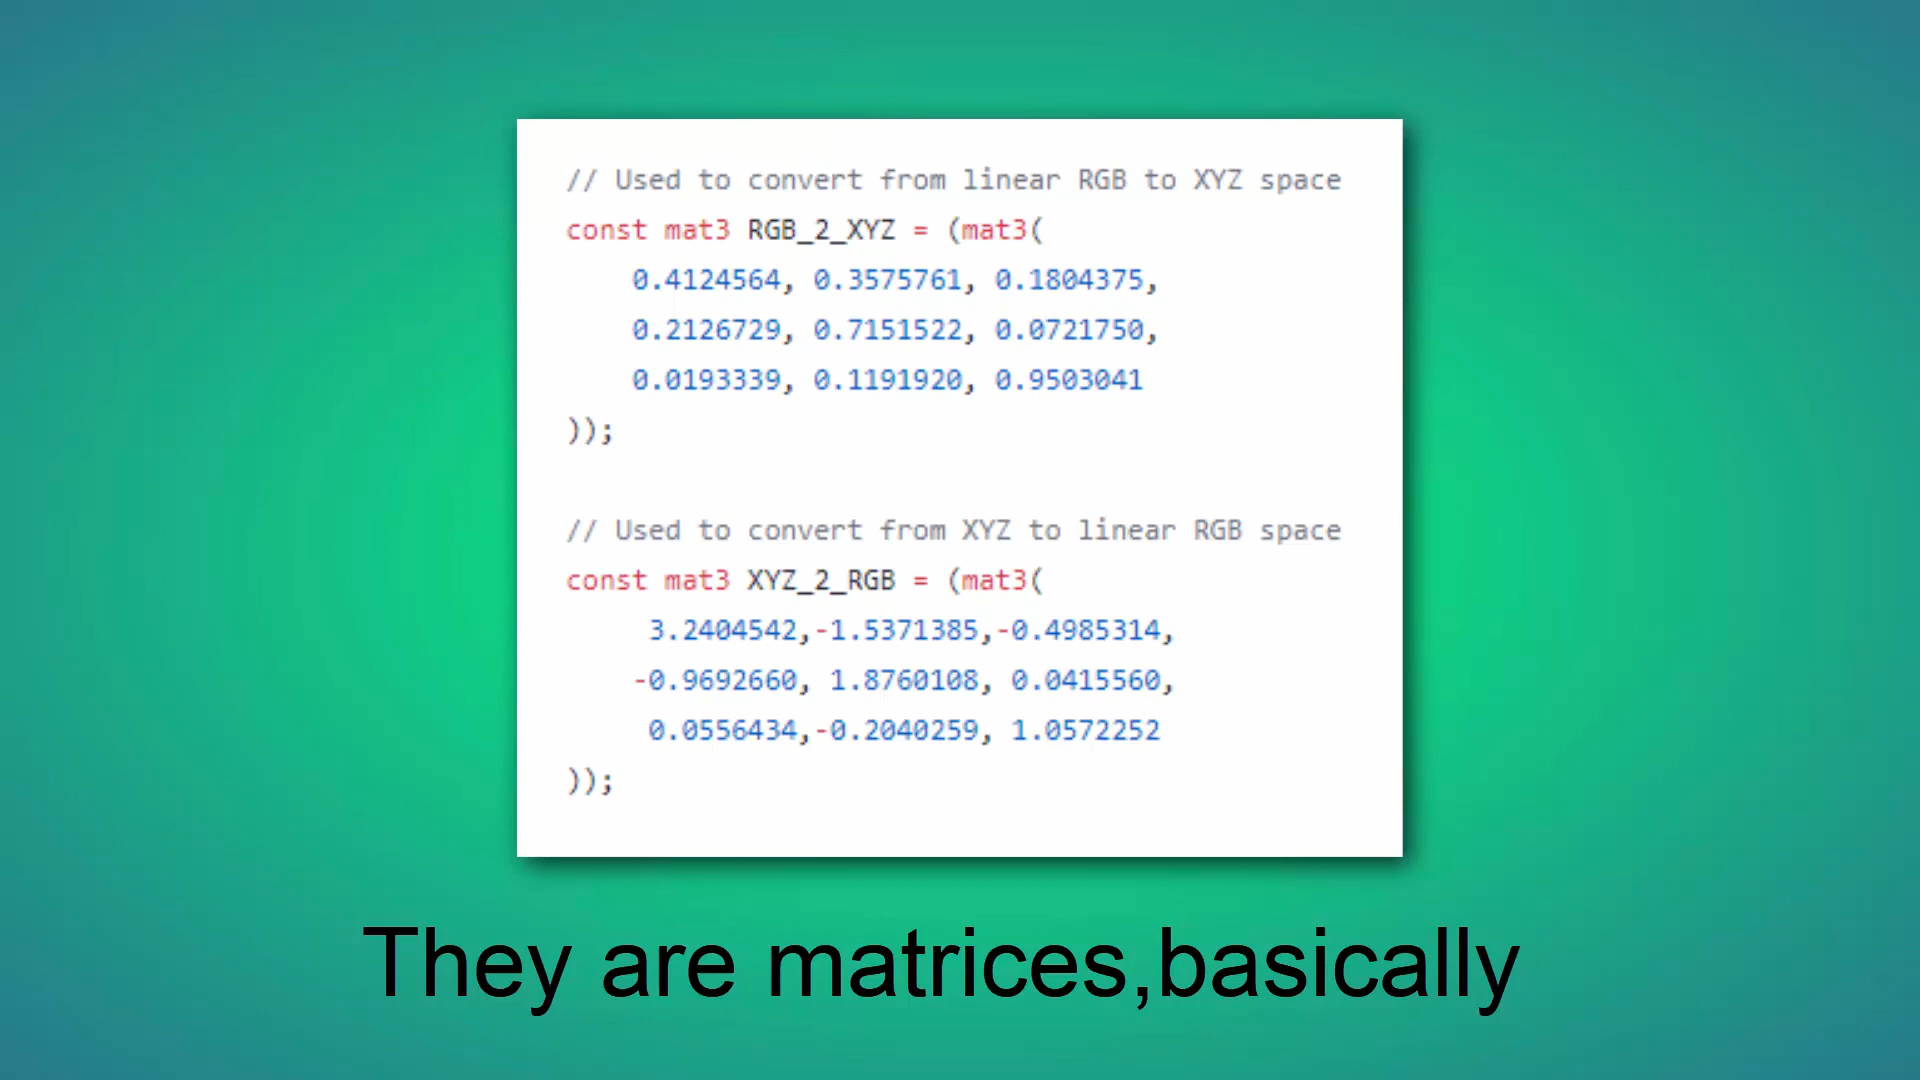 // Used to convert from linear RGB to XYZ space
const mat3 RGB_2_XYZ = (mat3(
0.4124564, 0.3575761, 0.1804375,
0.2126729, 0.7151522, 0.0721750,
0.0193339, 0.1191920, 0.9503041
));
// Used to convert from XYZ to linear RGB space
const mat3 XYZ_2_RGB = (mat3(
3.2404542,-1.5371385,-0.4985314,
-0.9692660, 1.8760108, 0.0415560,
0.0556434,-0.2040259, 1.0572252
));
They are matrices,basically